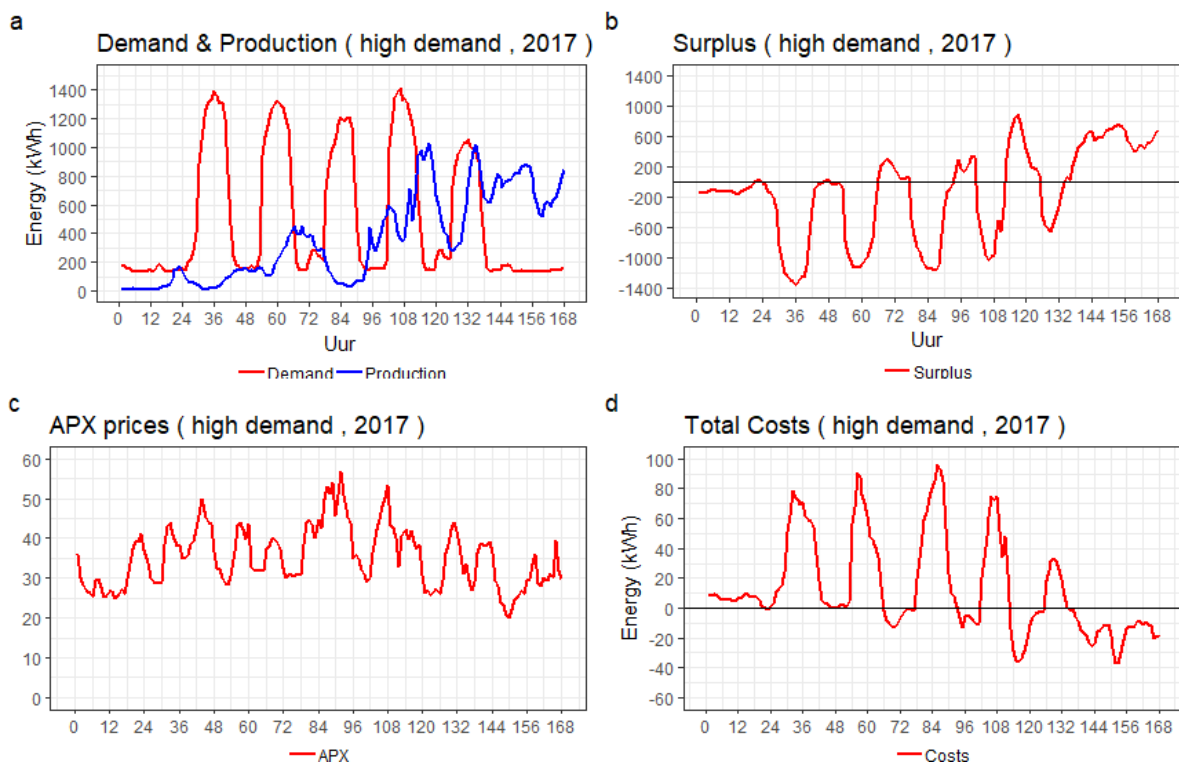 a
Demand & Production ( high demand , 2017 )
Energy (kWh)
1400
1200
1000
800
600
400
200
0
0 12 24 36 48 60 72 84 96 108 120 132 144 156 168
Uur
Demand Production
b
Surplus ( high demand , 2017 )
1400
1000
600
200
-200
-600
-1000
-1400
0 12 24 36 48 60 72 84 96 108 120 132 144 156 168
Uur
Surplus
c
APX prices ( high demand , 2017 )
60
50
40
30
20
10
0
0 12 24 36 48 60 72 84 96 108 120 132 144 156 168
APX
d
Total Costs ( high demand , 2017 )
Energy (kWh)
100
80
60
40
20
0
-20
-40
-60
0 12 24 36 48 60 72 84 96 108 120 132 144 156 168
Costs